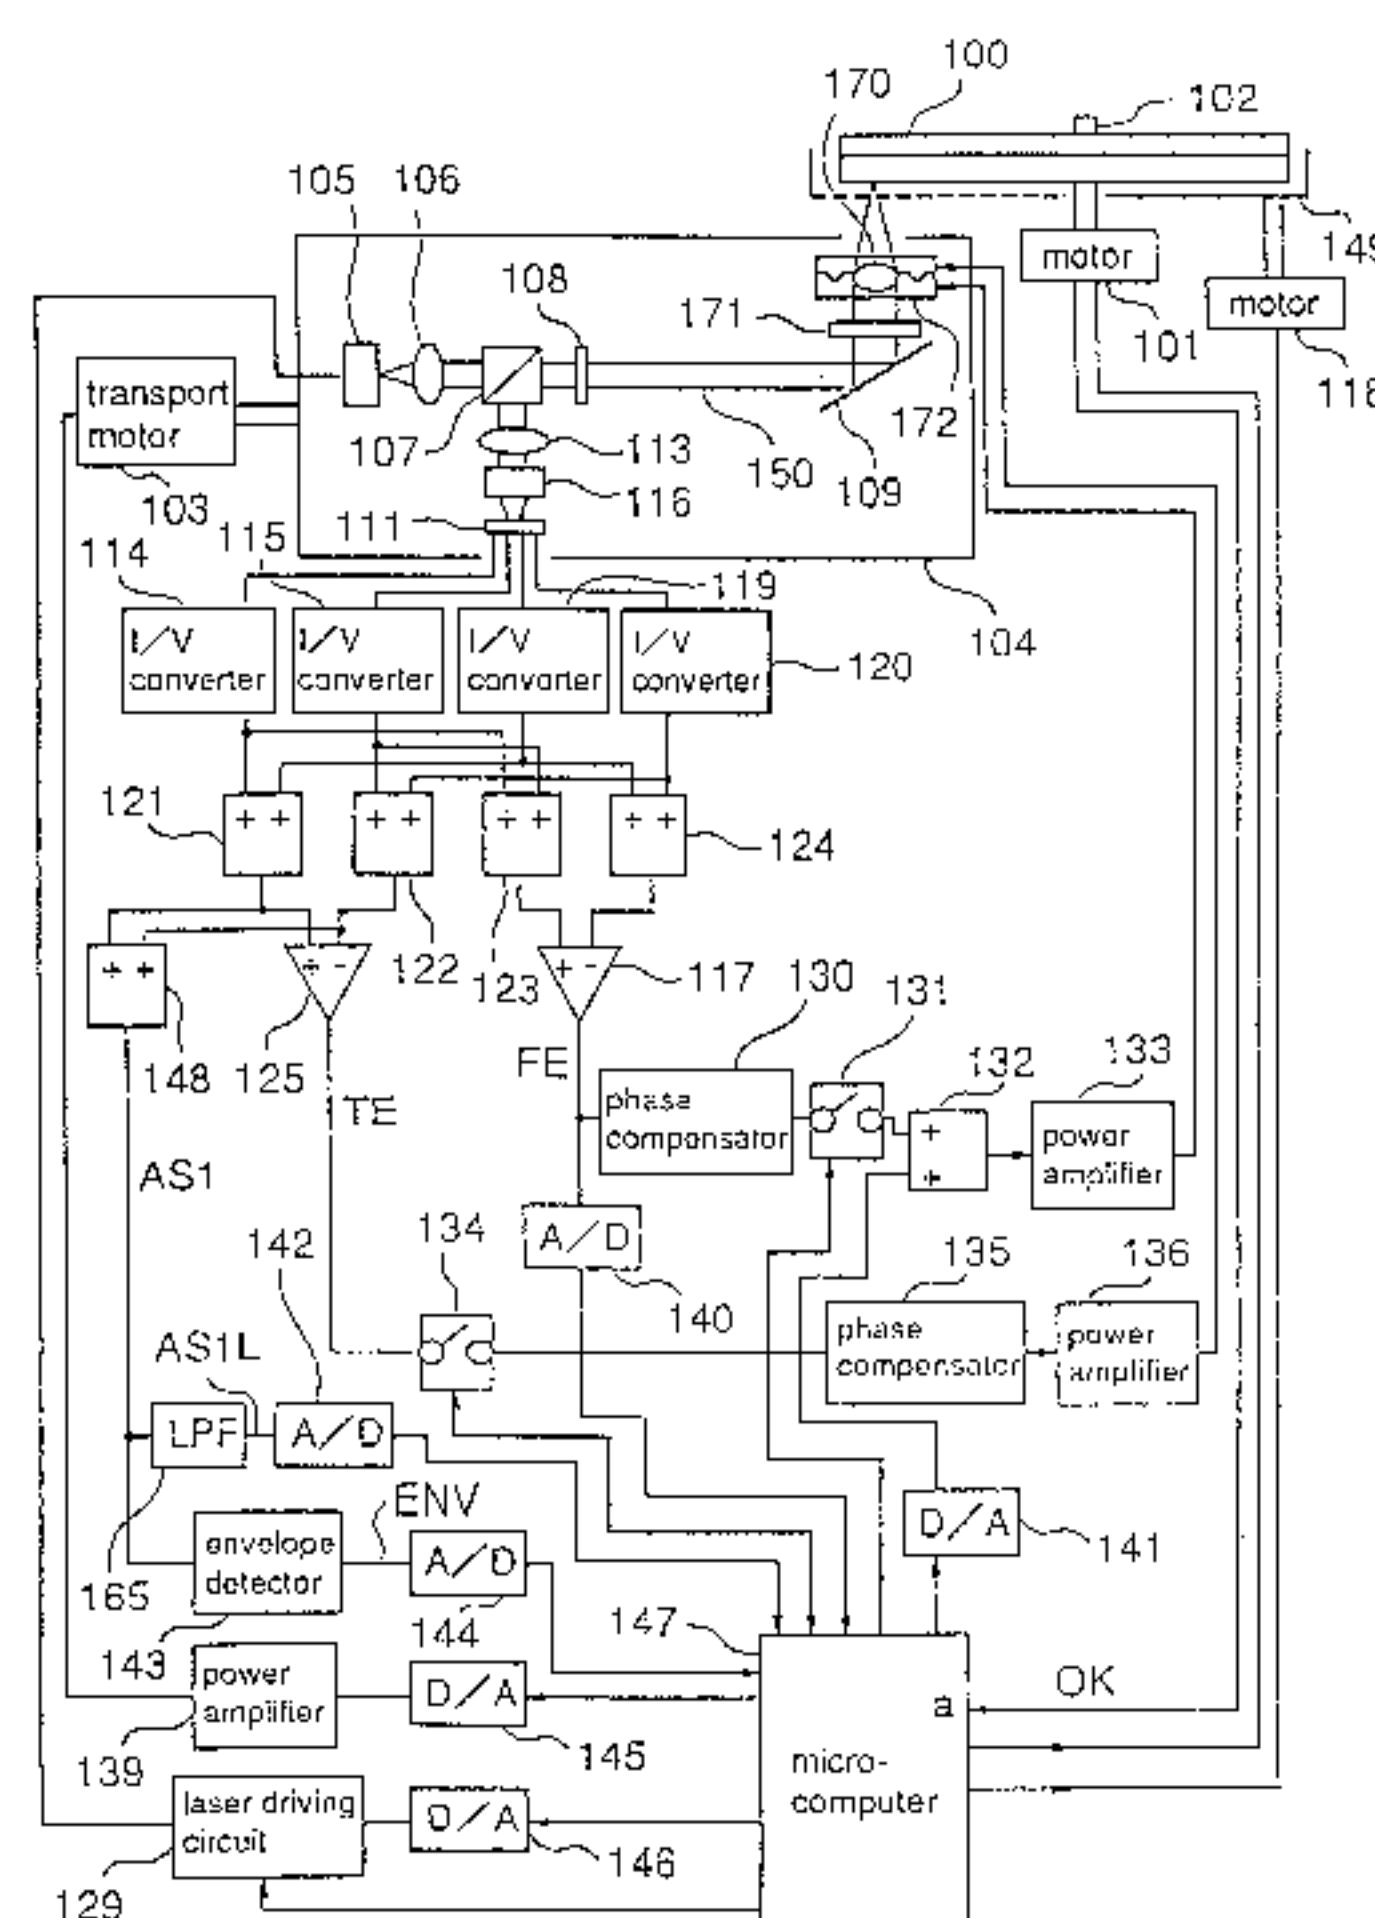 100
170
102
105 106
149
motor
108
motor
171
101
transport
motor
118
172
107
113
150
109
103
116
111
115
114
119
104
I/V
converter
I/V
converter
I/V
converter
I/V
converter
120
121
+ +
+ +
+ +
+ +
124
122
123
+ +
+ -
+ -
117
130
131
148
125
FE
132
133
TE
phase
compensator
+
+
power
amplifier
AS1
142
134
A/D
135
136
140
AS1L
phase
compensator
power
amplifier
LPF
A/D
ENV
D/A
141
envelope
detector
A/D
165
144
147
143
power
amplifier
D/A
OK
a
145
139
micro-
computer
laser driving
circuit
D/A
146
129